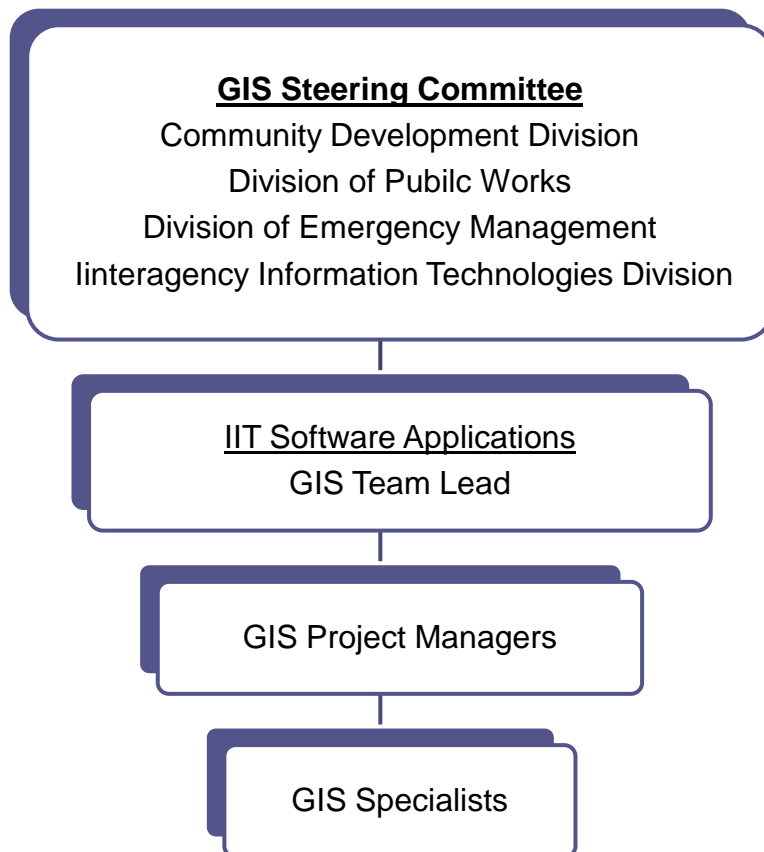 GIS Steering Committee
Community Development Division
Division of Pubilc Works
Division of Emergency Management
Iinteragency Information Technologies Division
IIT Software Applications
GIS Team Lead
GIS Project Managers
GIS Specialists